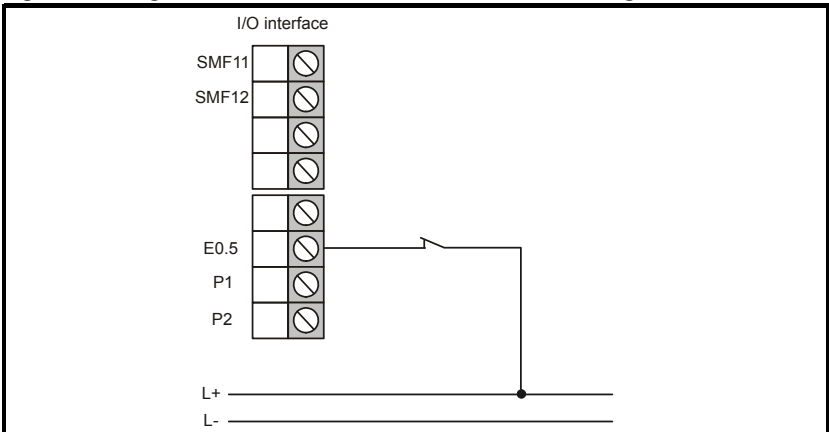 I/O interface
SMF11
SMF12
E0.5
P1
P2
L+
L-